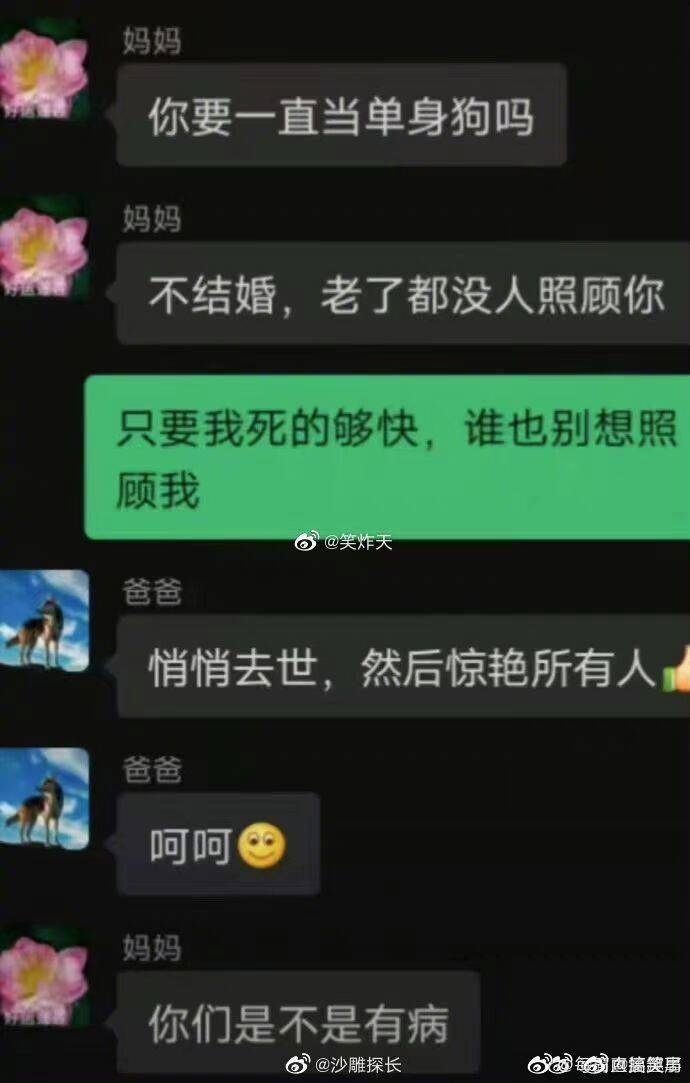 妈妈
你要一直当单身狗吗
妈妈
不结婚，老了都没人照顾你
只要我死的够快，谁也别想照
顾我
@笑炸天
爸爸
悄悄去世，然后惊艳所有人
爸爸
呵呵
妈妈
你们是不是有病
@沙雕探长